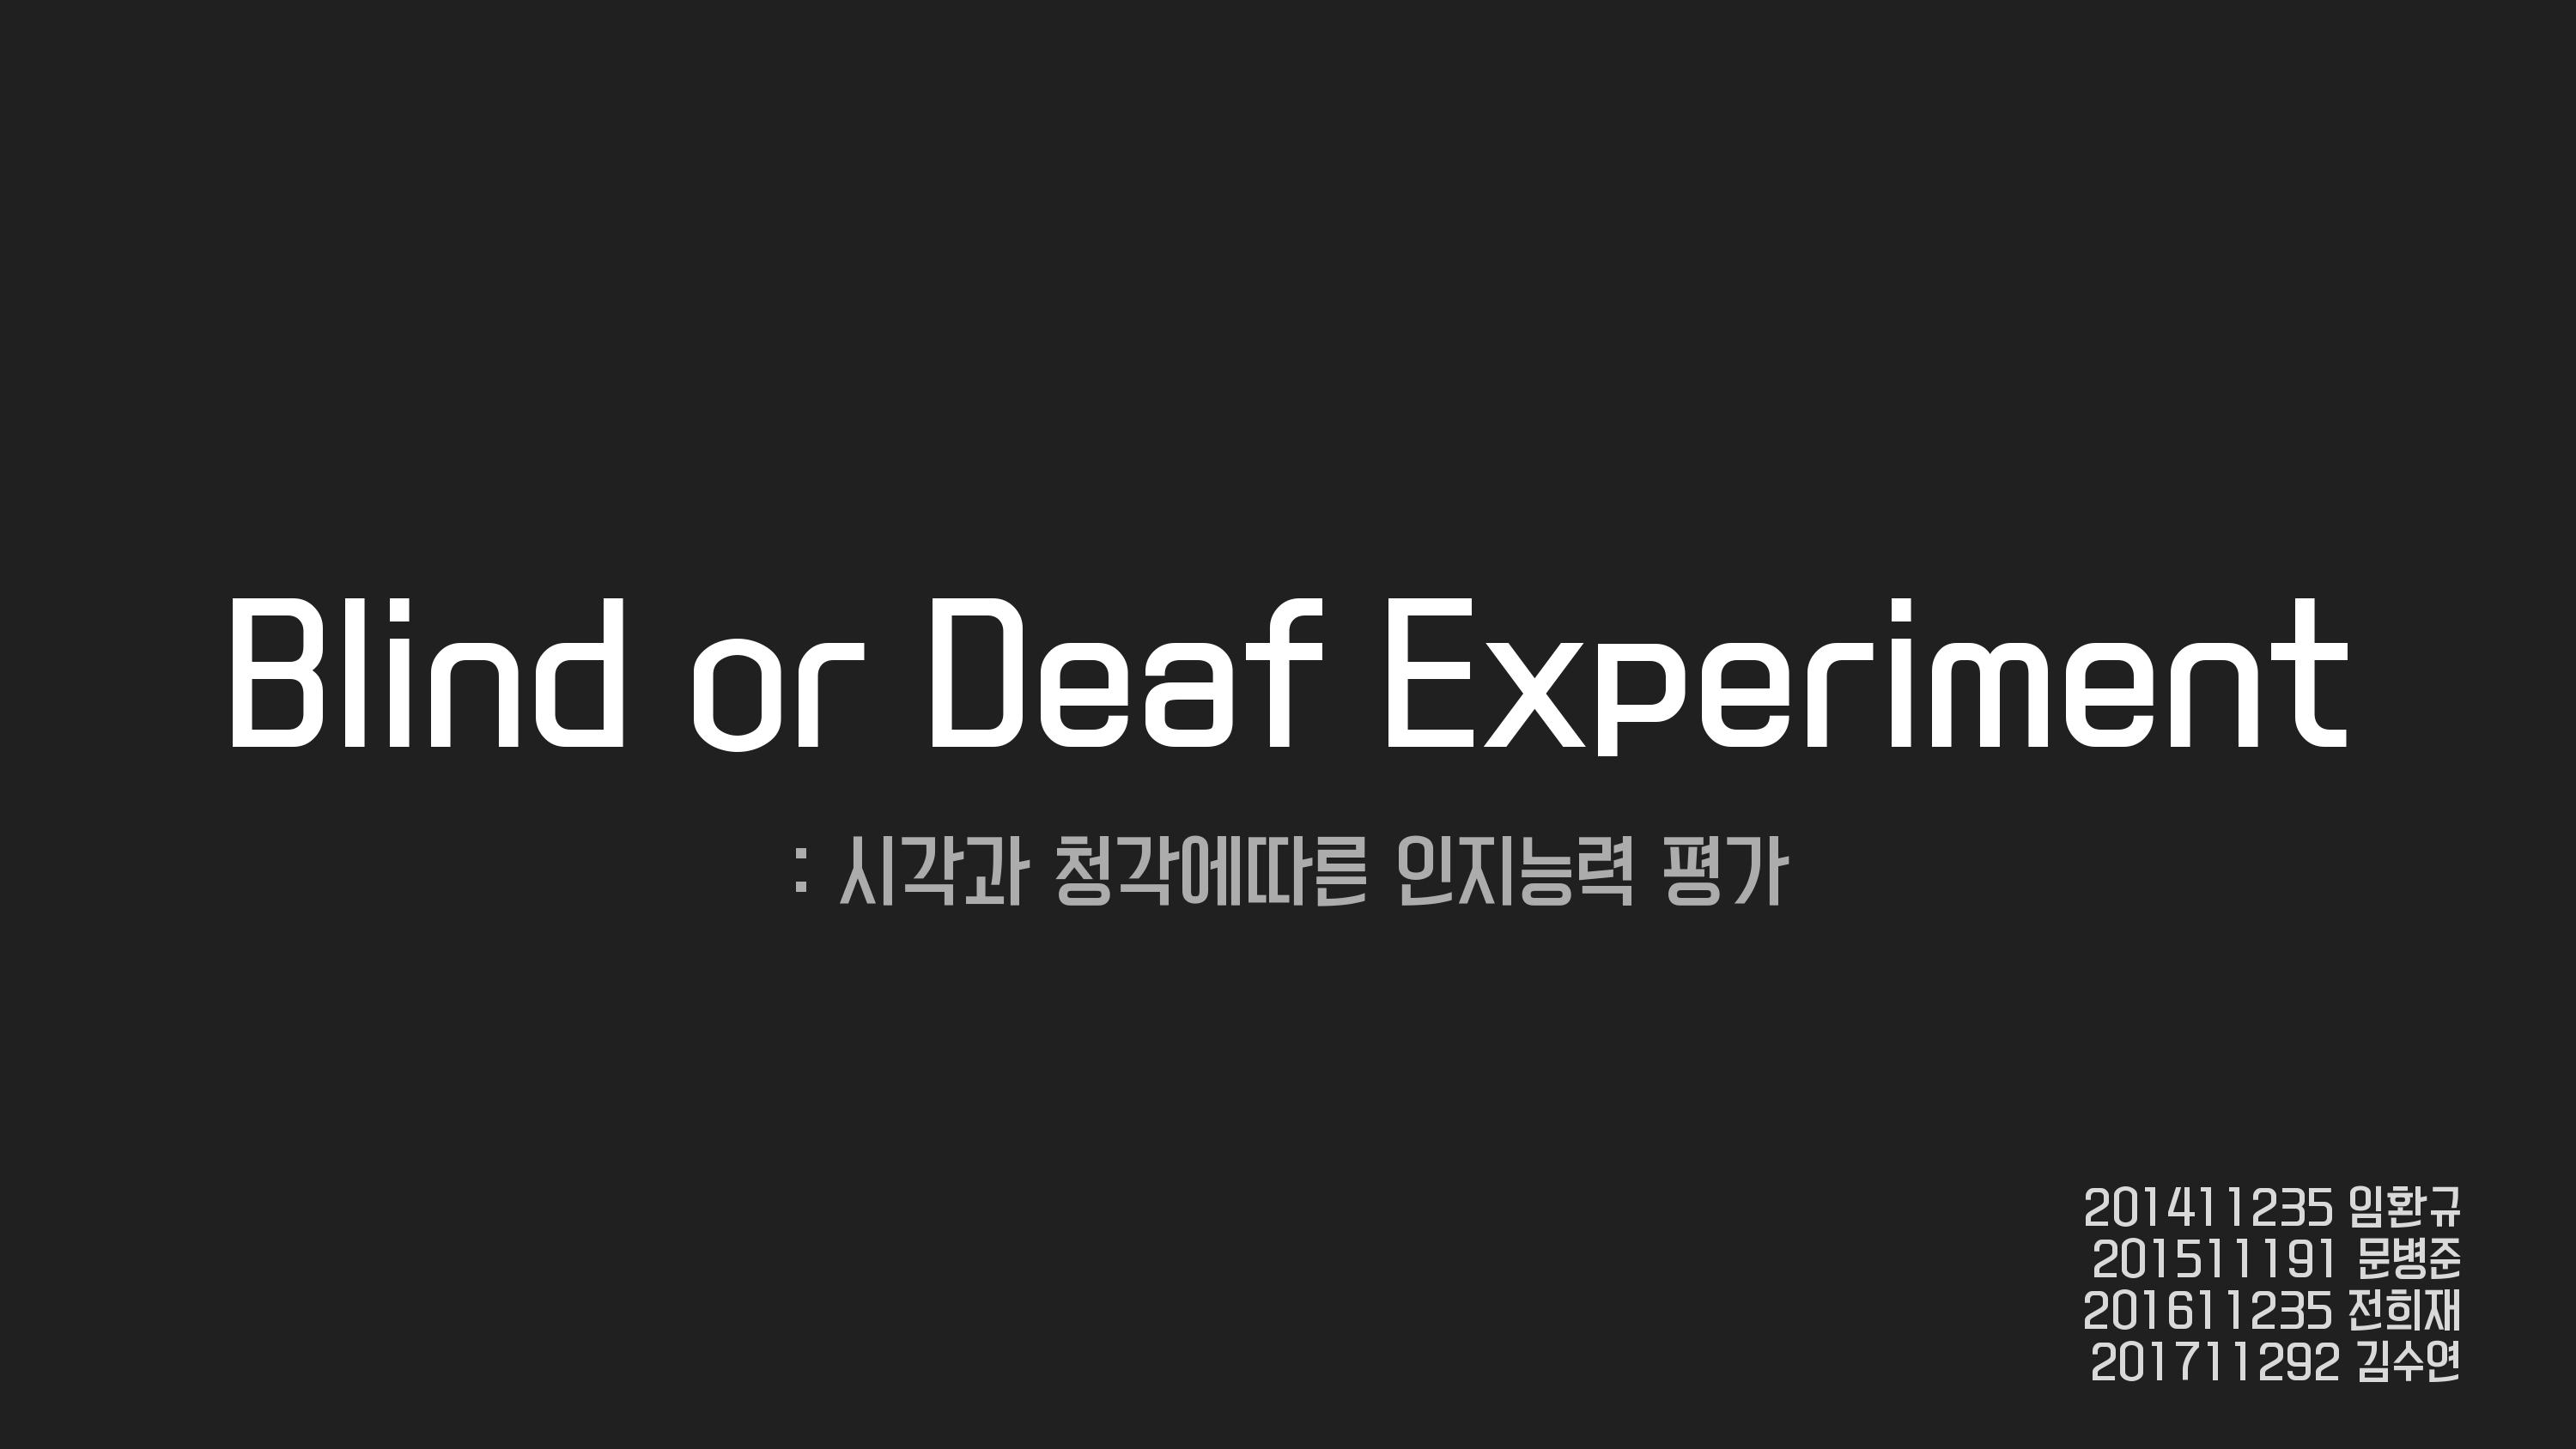 Blind or Deaf Experiment
: 시각과 청각에따른 인지능력 평가
201411235 임환규
201511191 문병준
201611235 전희재
201711292 김수연